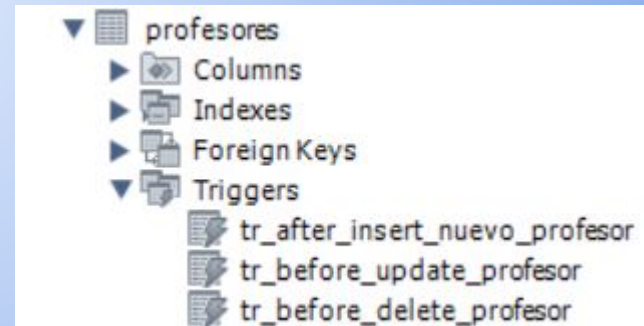 profesores
Columns
Indexes
Foreign Keys
Triggers
tr_after_insert_nuevo_profesor
tr_before_update_profesor
tr_before_delete_profesor